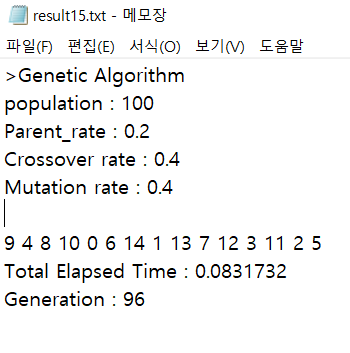 result15.txt - 메모장
파일(F) 편집(E) 서식(O) 보기(V) 도움말
>Genetic Algorithm
population : 100
Parent_rate : 0.2
Crossover rate : 0.4
Mutation rate : 0.4
9 4 8 10 0 6 14 1 13 7 12 3 11 2 5
Total Elapsed Time : 0.0831732
Generation : 96